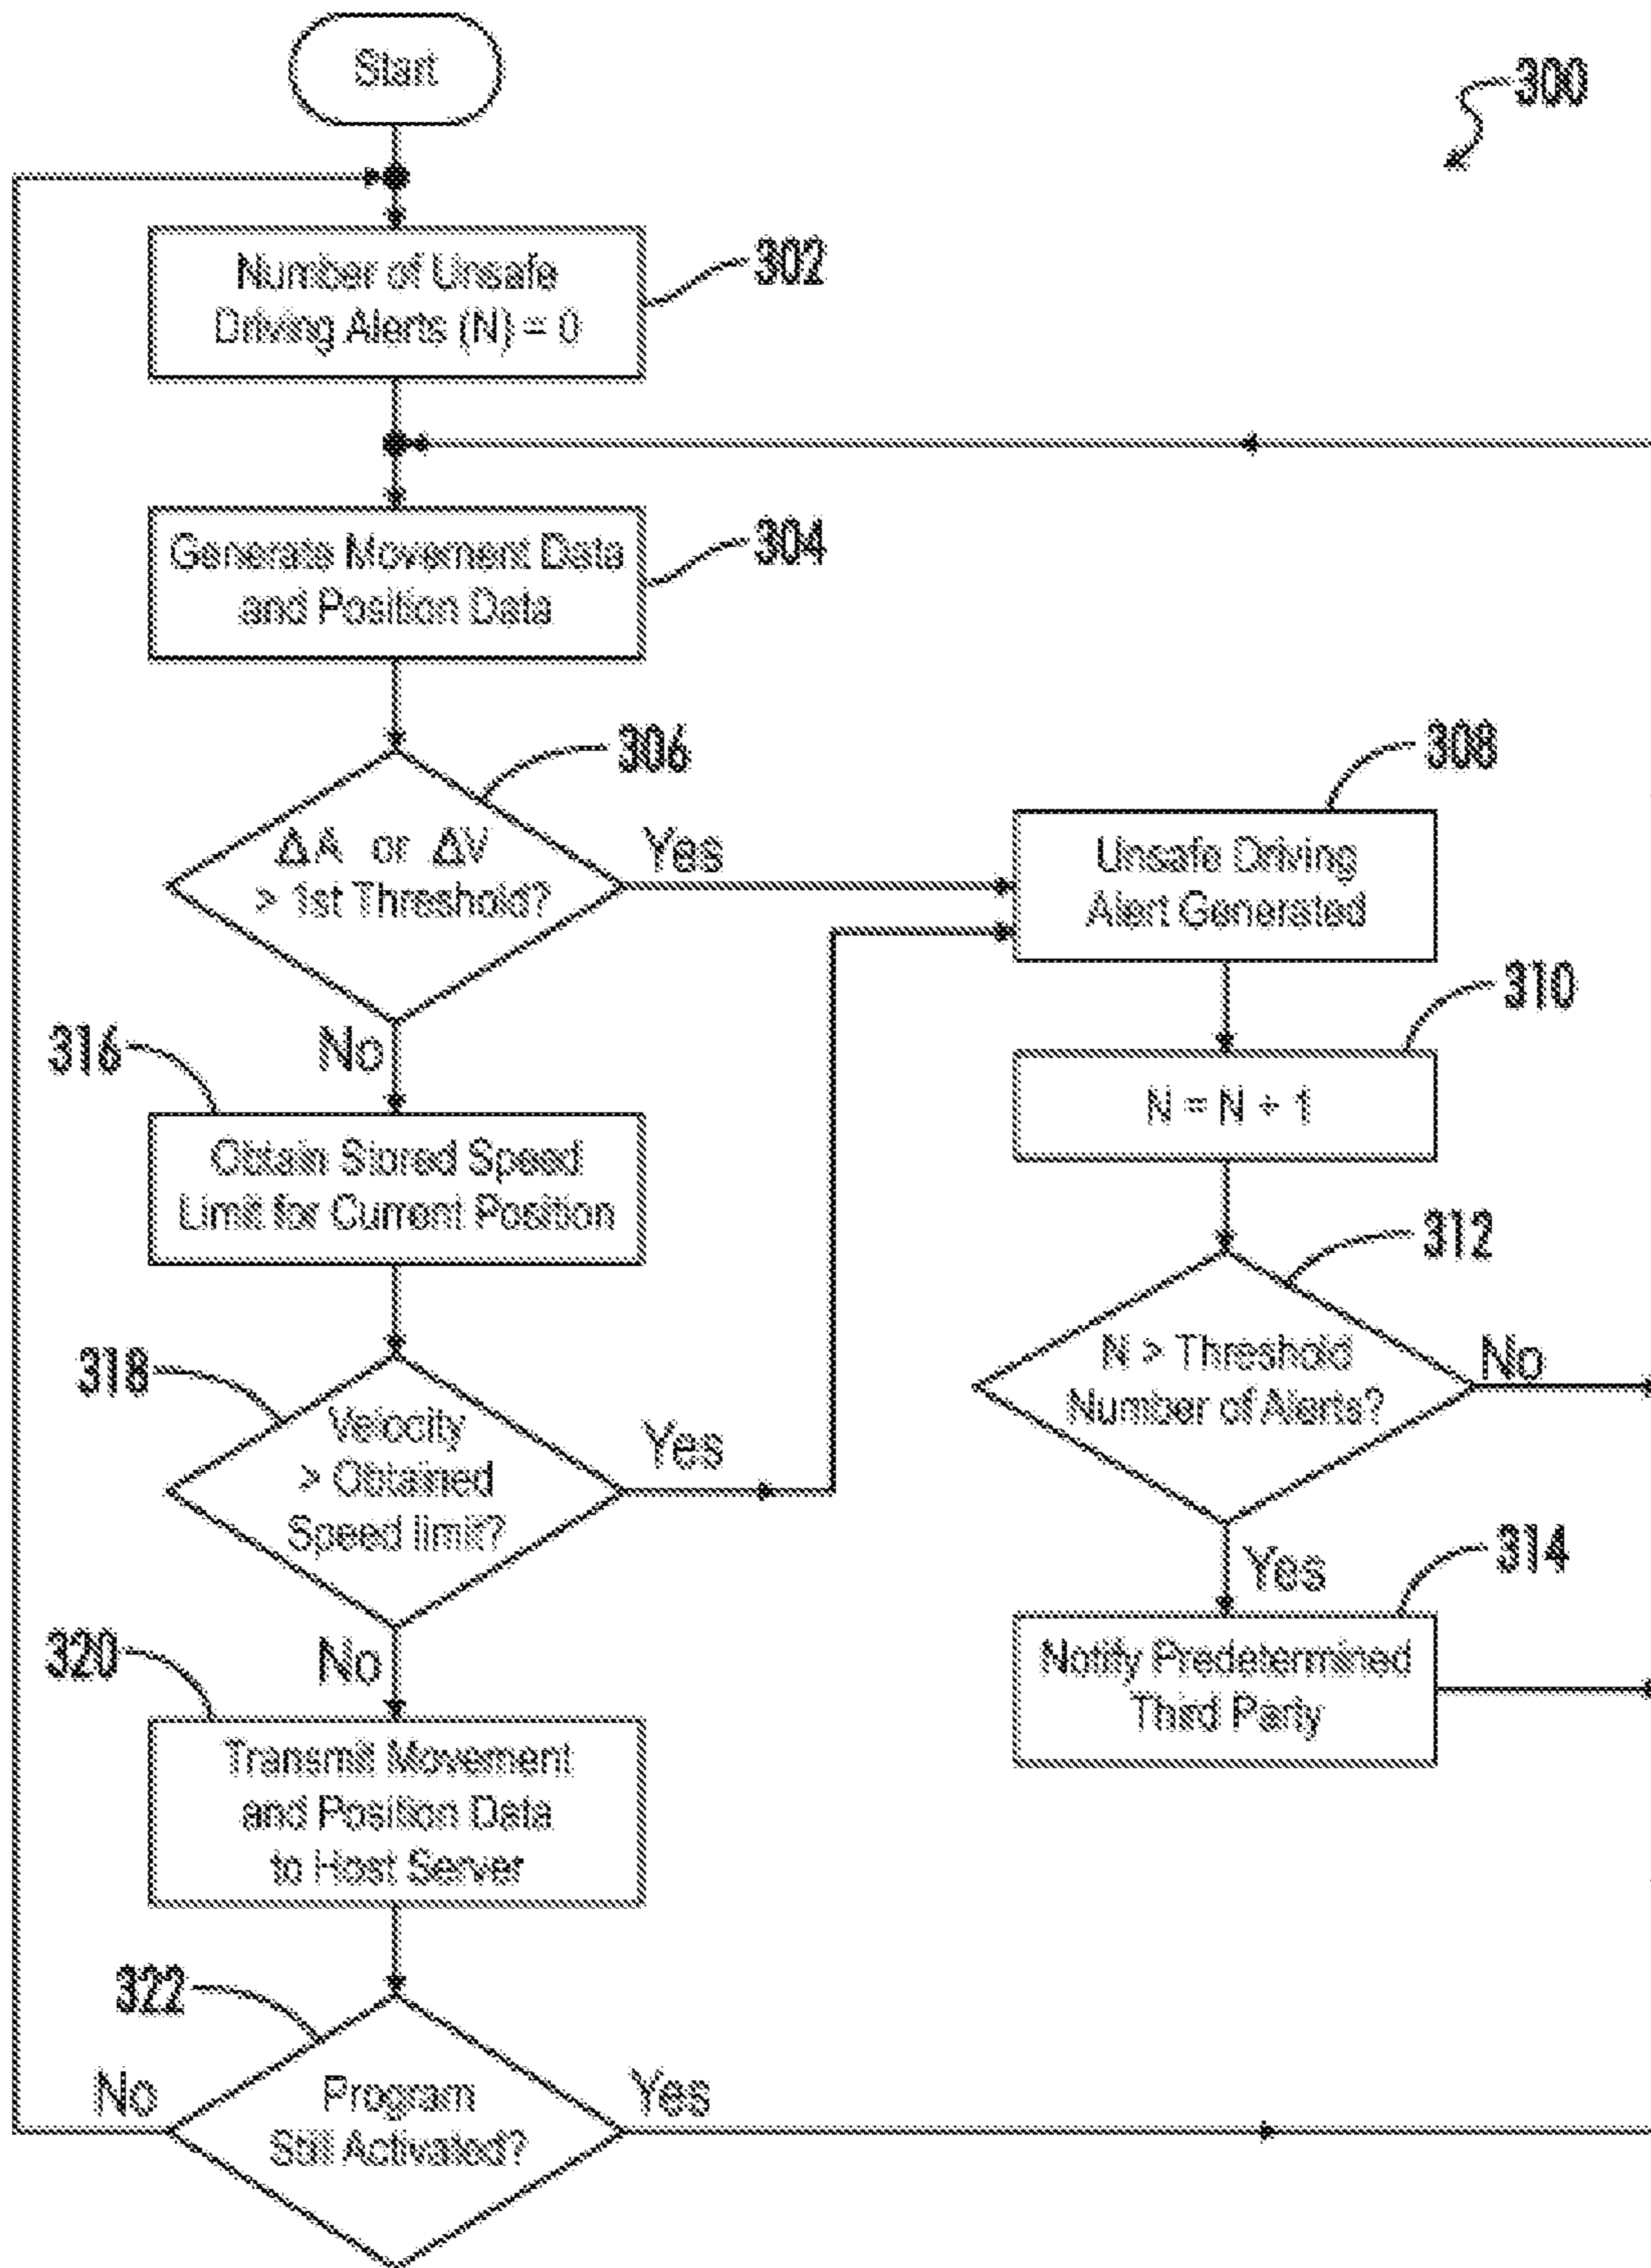 Start
300
Number of Unsafe
Driving Alerts (N) = 0
302
Generate Movement Data
and Position Data
304
306
ΔA or ΔV
> 1st Threshold?
Yes
No
308
Unsafe Driving
Alert Generated
310
N = N + 1
316
Obtain Stored Speed
Limit for Current Position
312
N > Threshold
Number of Alerts?
No
Yes
318
Velocity
> Obtained
Speed limit?
Yes
No
314
Notify Predetermined
Third Party
320
Transmit Movement
and Position Data
to Host Server
322
Program
Still Activated?
No
Yes